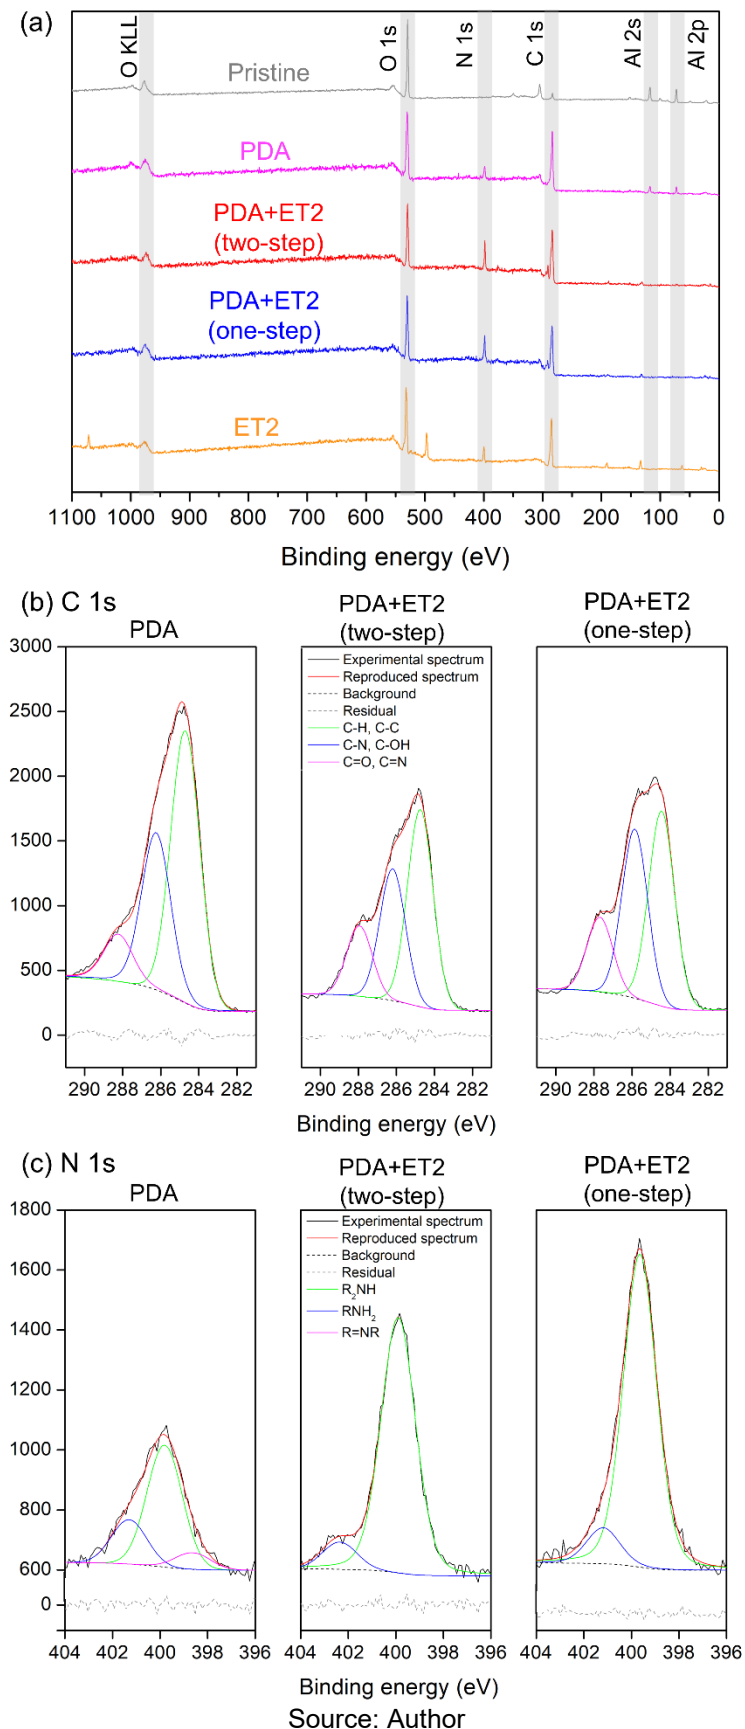 (a)
O KLL
O 1s
N 1s
C 1s
Al 2s
Al 2p
Pristine
PDA
PDA+ET2
(two-step)
PDA+ET2
(one-step)
ET2
1100 1000 900 800 700 600 500 400 300 200 100 0
Binding energy (eV)
(b) C 1s
PDA
PDA+ET2
(two-step)
PDA+ET2
(one-step)
3000
2500
2000
1500
1000
500
0
Experimental spectrum
Reproduced spectrum
Background
Residual
C-H, C-C
C-N, C-OH
C=O, C=N
290 288 286 284 282
290 288 286 284 282
290 288 286 284 282
Binding energy (eV)
(c) N 1s
PDA
PDA+ET2
(two-step)
PDA+ET2
(one-step)
1800
1600
1400
1200
1000
800
600
0
Experimental spectrum
Reproduced spectrum
Background
Residual
R₂NH
RNH₂
R=NR
404 402 400 398 396
404 402 400 398 396
404 402 400 398 396
Binding energy (eV)
Source: Author